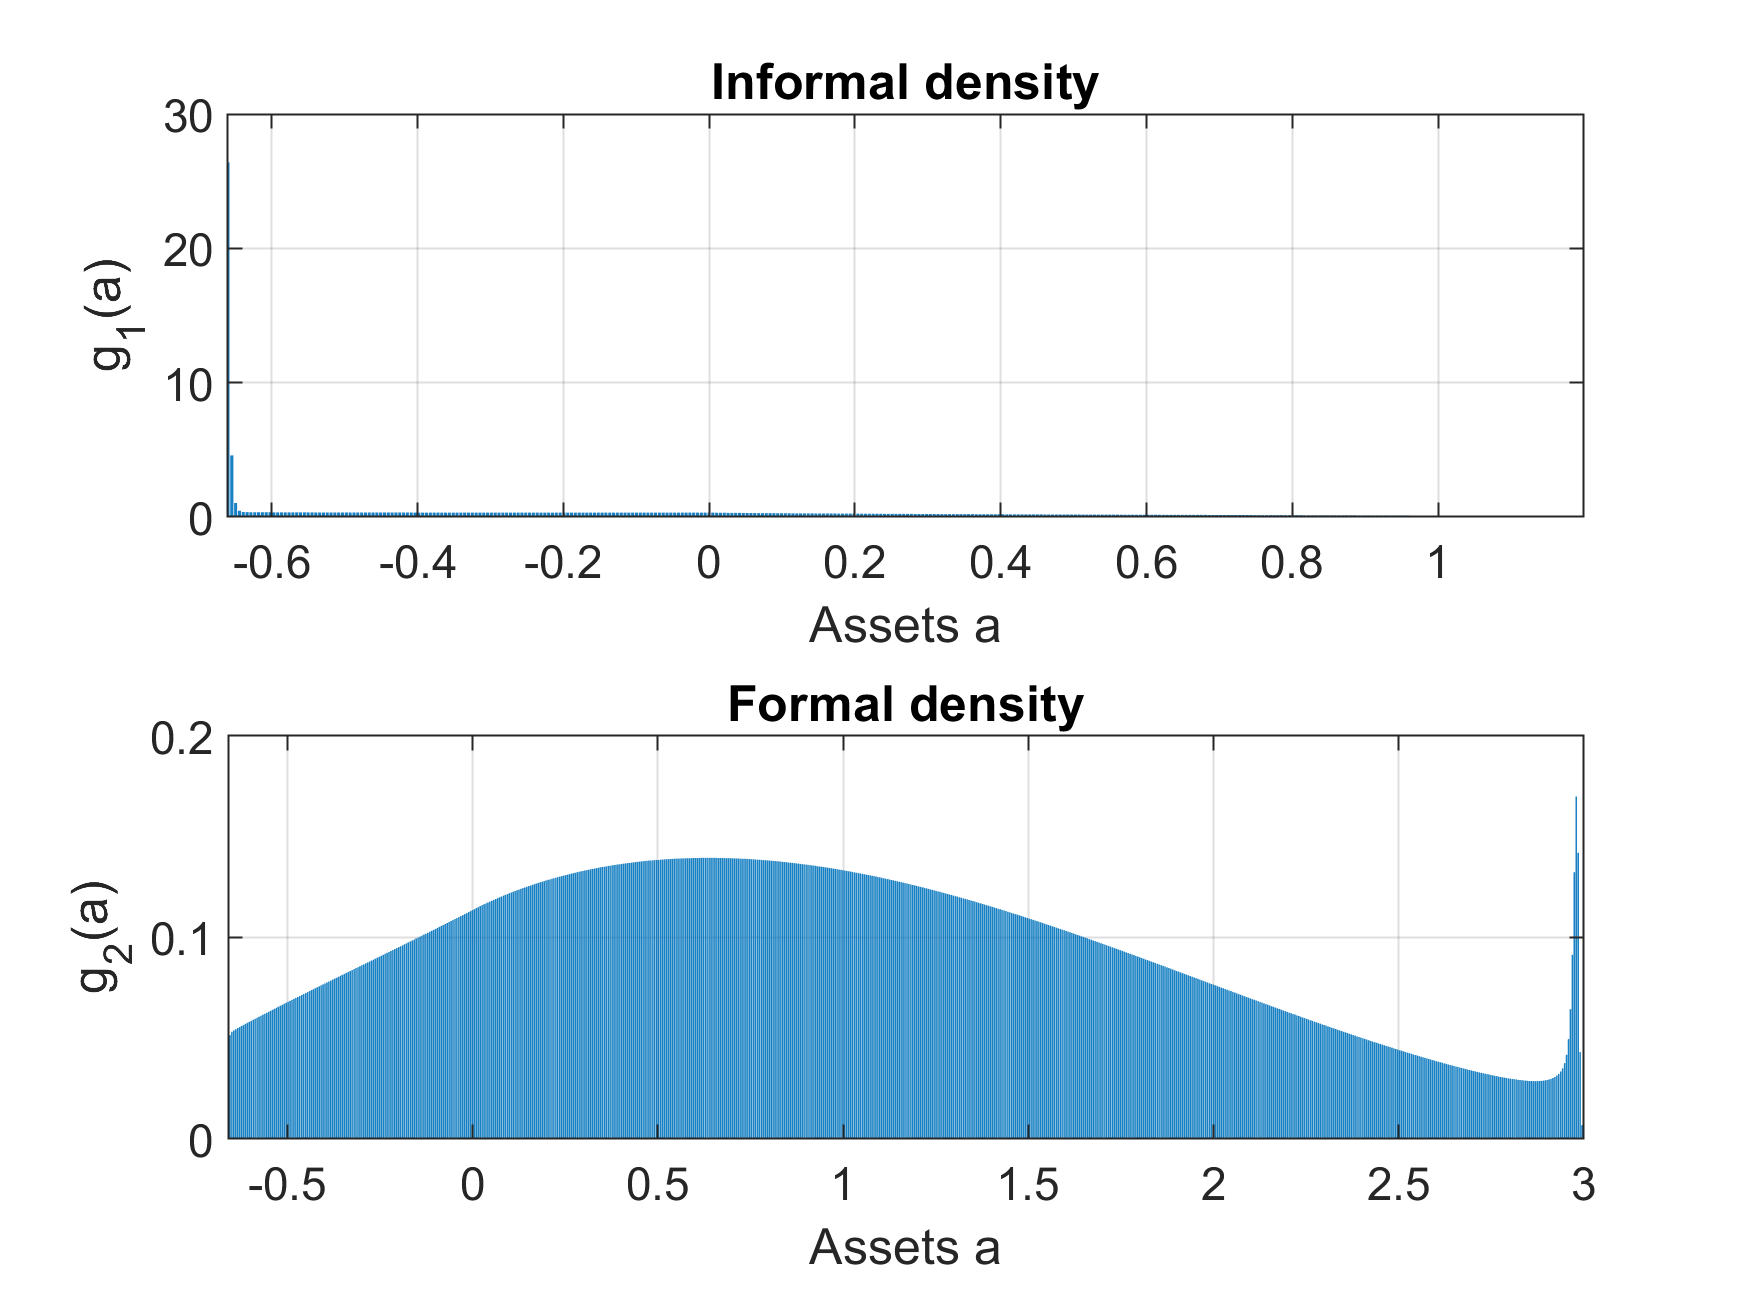 Informal density
30
20
10
0
g1(a)
-0.6 -0.4 -0.2 0 0.2 0.4 0.6 0.8 1
Assets a
Formal density
0.2
0.1
0
g2(a)
-0.5 0 0.5 1 1.5 2 2.5 3
Assets a